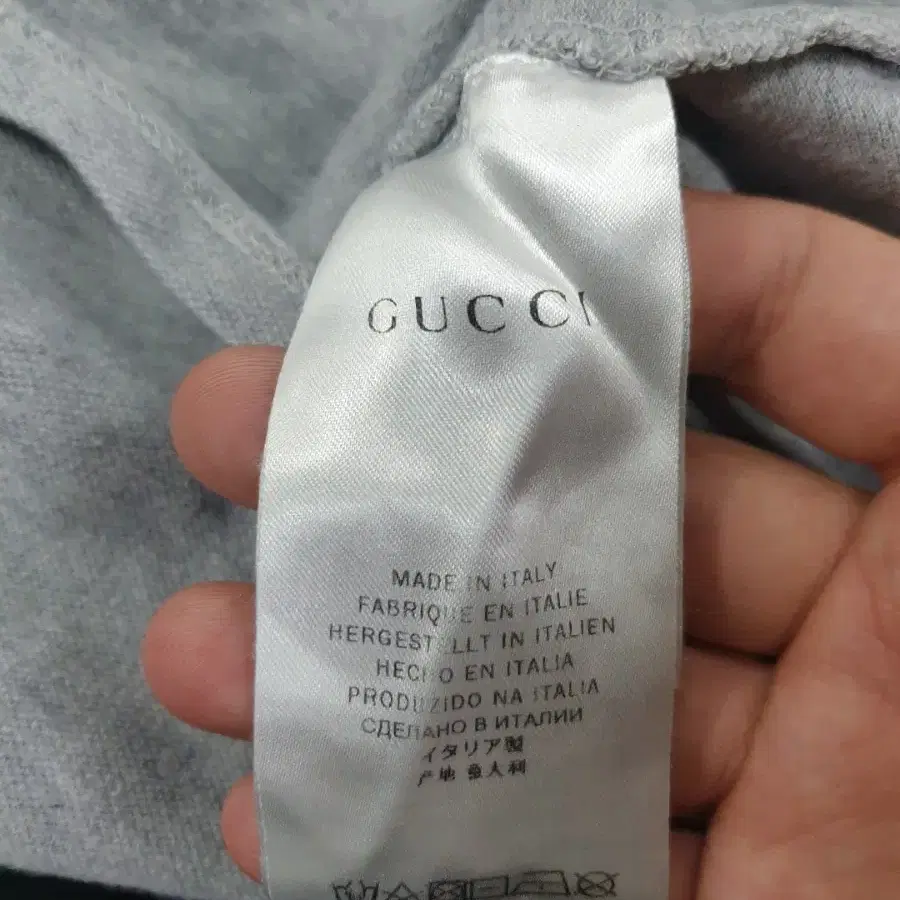 GUCCI
MADE IN ITALY
FABRIQUE EN ITALIE
HERGESTELLT IN ITALIEN
HECHO EN ITALIA
PRODUZIDO NA ITALIA
СДЕЛАНО В ИТАЛИИ
イタリア製
产地 意大利